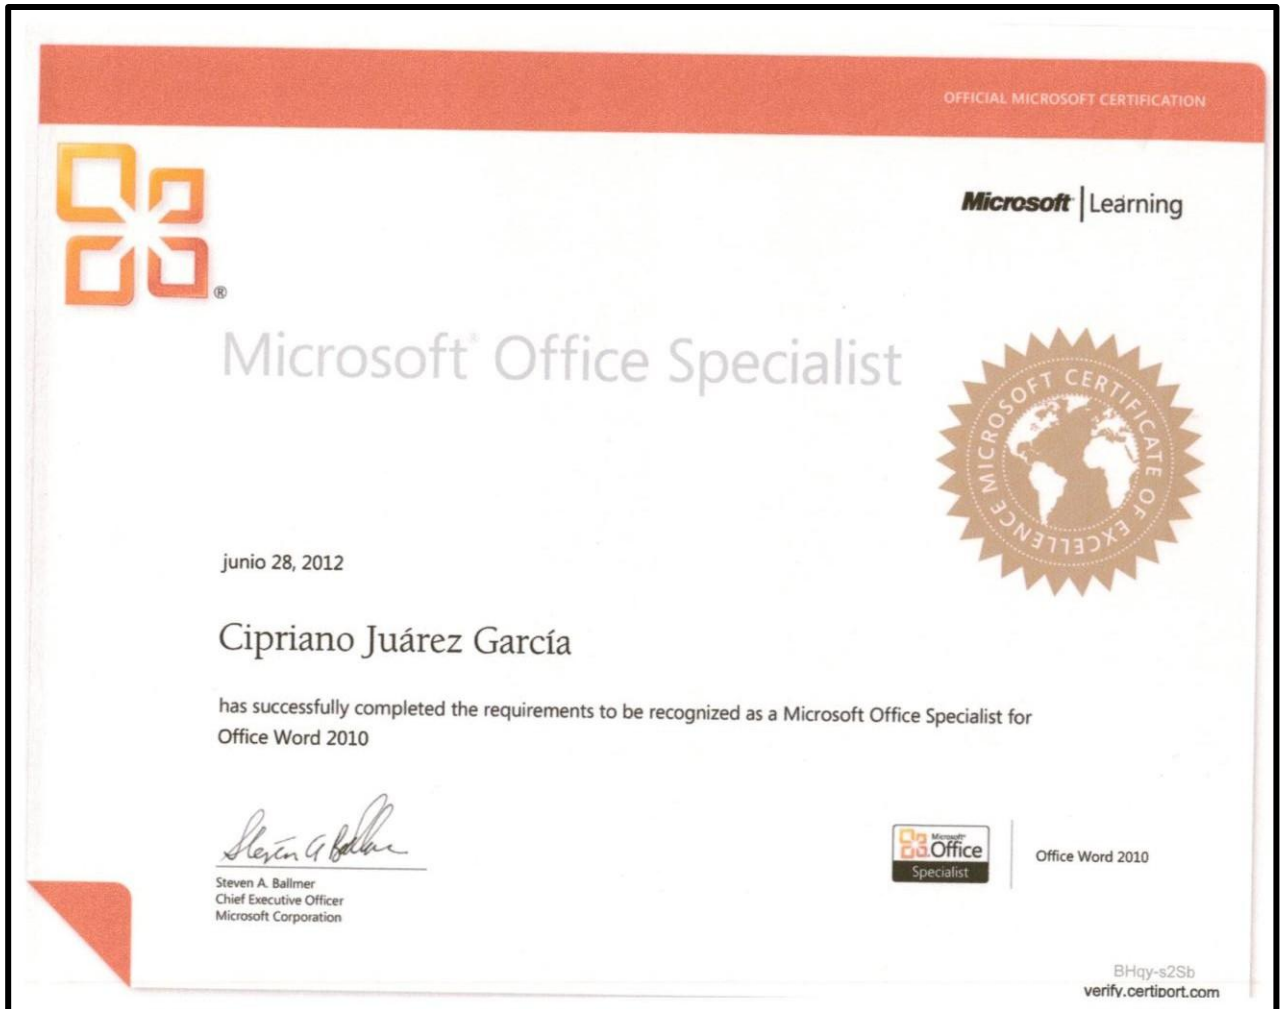 OFFICIAL MICROSOFT CERTIFICATION
Microsoft | Learning
®
Microsoft® Office Specialist
MICROSOFT CERTIFICATE OF EXCELLENCE
junio 28, 2012
Cipriano Juárez García
has successfully completed the requirements to be recognized as a Microsoft Office Specialist for
Office Word 2010
Steven A Ballmer
Steven A. Ballmer
Chief Executive Officer
Microsoft Corporation
Microsoft®
Office
Specialist
Office Word 2010
BHqy-s2Sb
verify.certiport.com